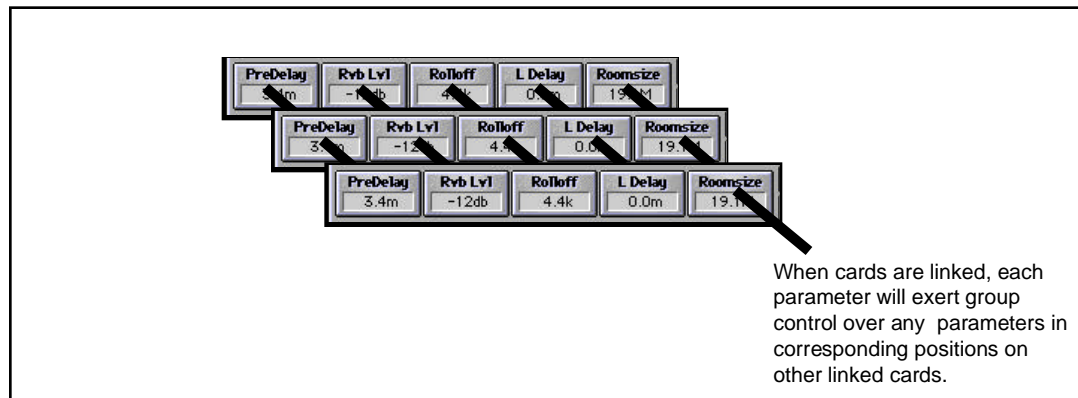 PreDelay Rvb Lvl Rolloff L Delay Roomsize
PreDelay Rvb Lvl Rolloff L Delay Roomsize
PreDelay Rvb Lvl Rolloff L Delay Roomsize
3.4m -12db 4.4k 0.0m
When cards are linked, each
parameter will exert group
control over any parameters in
corresponding positions on
other linked cards.